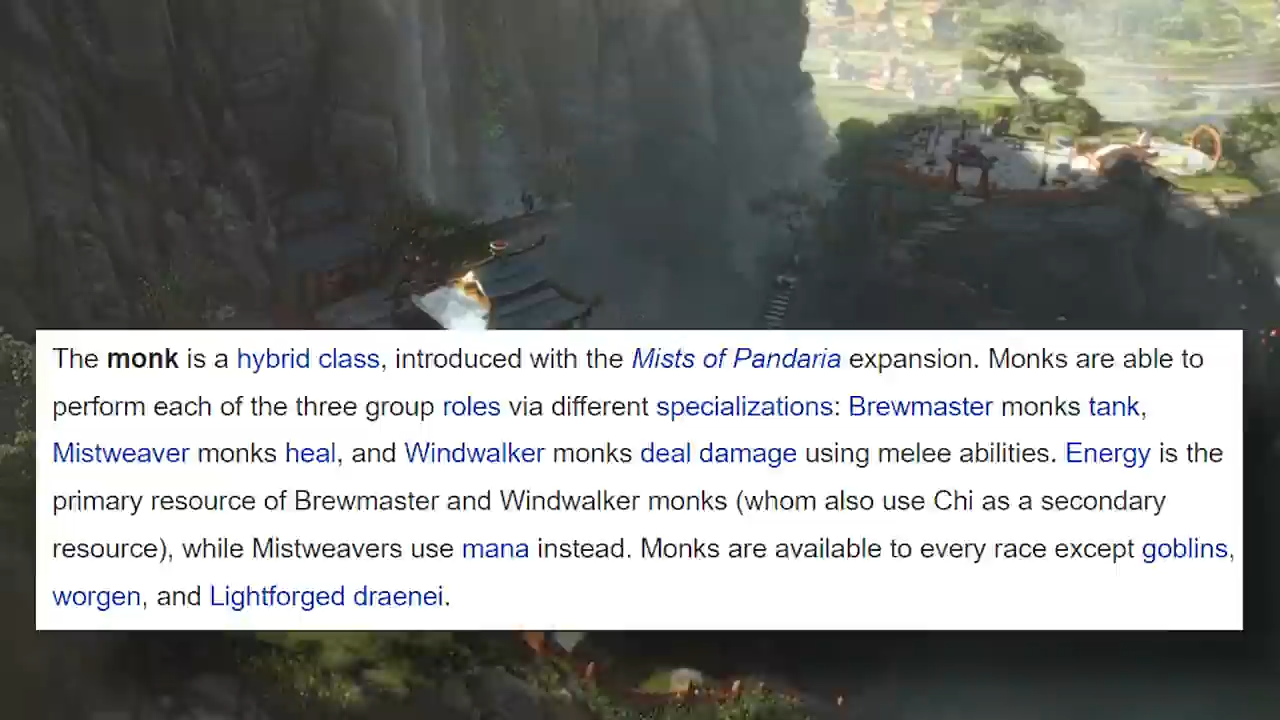 The monk is a hybrid class, introduced with the Mists of Pandaria expansion. Monks are able to
perform each of the three group roles via different specializations: Brewmaster monks tank,
Mistweaver monks heal, and Windwalker monks deal damage using melee abilities. Energy is the
primary resource of Brewmaster and Windwalker monks (whom also use Chi as a secondary
resource), while Mistweavers use mana instead. Monks are available to every race except goblins,
worgen, and Lightforged draenei.